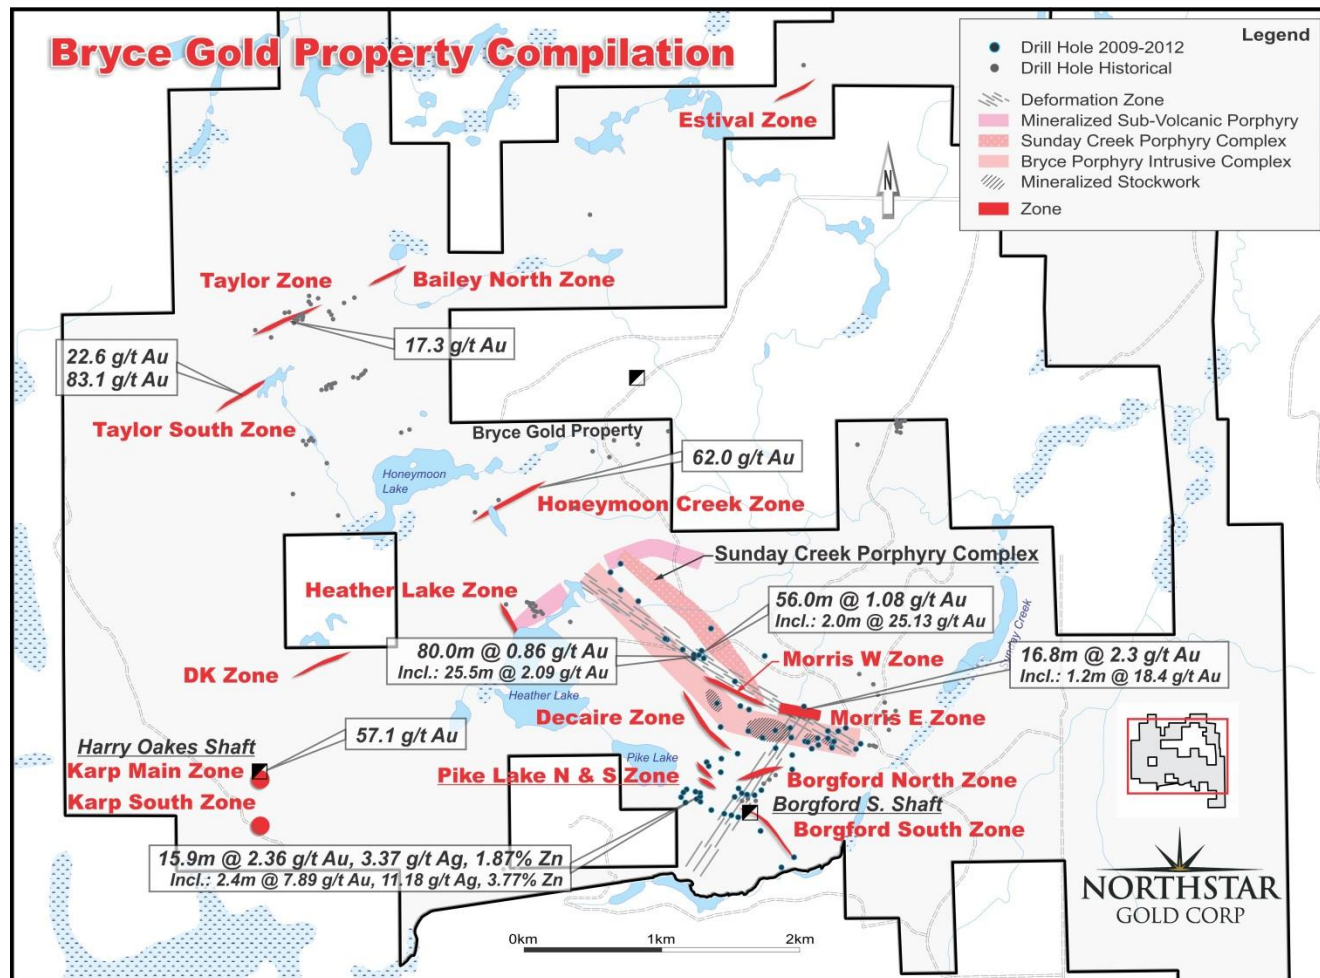 Bryce Gold Property Compilation
Legend
Drill Hole 2009-2012
Drill Hole Historical
Deformation Zone
Mineralized Sub-Volcanic Porphyry
Sunday Creek Porphyry Complex
Bryce Porphyry Intrusive Complex
Mineralized Stockwork
Zone
Estival Zone
N
Taylor Zone
Bailey North Zone
17.3 g/t Au
22.6 g/t Au
83.1 g/t Au
Taylor South Zone
Bryce Gold Property
62.0 g/t Au
Honeymoon
Lake
Honeymoon Creek Zone
Sunday Creek Porphyry Complex
Heather Lake Zone
56.0m @ 1.08 g/t Au
Incl.: 2.0m @ 25.13 g/t Au
80.0m @ 0.86 g/t Au
Incl.: 25.5m @ 2.09 g/t Au
Morris W Zone
16.8m @ 2.3 g/t Au
Incl.: 1.2m @ 18.4 g/t Au
Sunday Creek
DK Zone
Heather Lake
Decaire Zone
Morris E Zone
57.1 g/t Au
Harry Oakes Shaft
Karp Main Zone
Pike Lake
Pike Lake N & S Zone
Borgford North Zone
Karp South Zone
Borgford S. Shaft
Borgford South Zone
15.9m @ 2.36 g/t Au, 3.37 g/t Ag, 1.87% Zn
Incl.: 2.4m @ 7.89 g/t Au, 11.18 g/t Ag, 3.77% Zn
NORTHSTAR
GOLD CORP
0km 1km 2km